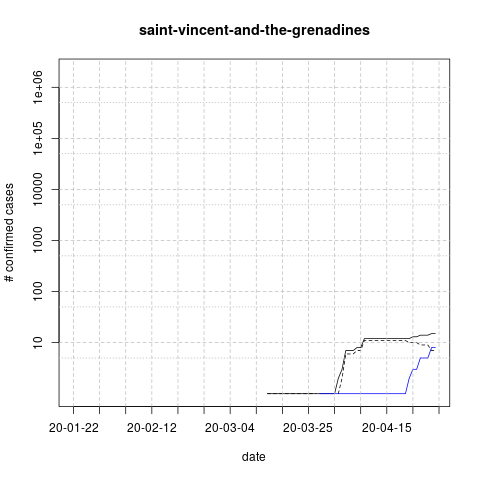 saint-vincent-and-the-grenadines
# confirmed cases
1e+06
1e+05
10000
1000
100
10
20-01-22 20-02-12 20-03-04 20-03-25 20-04-15
date